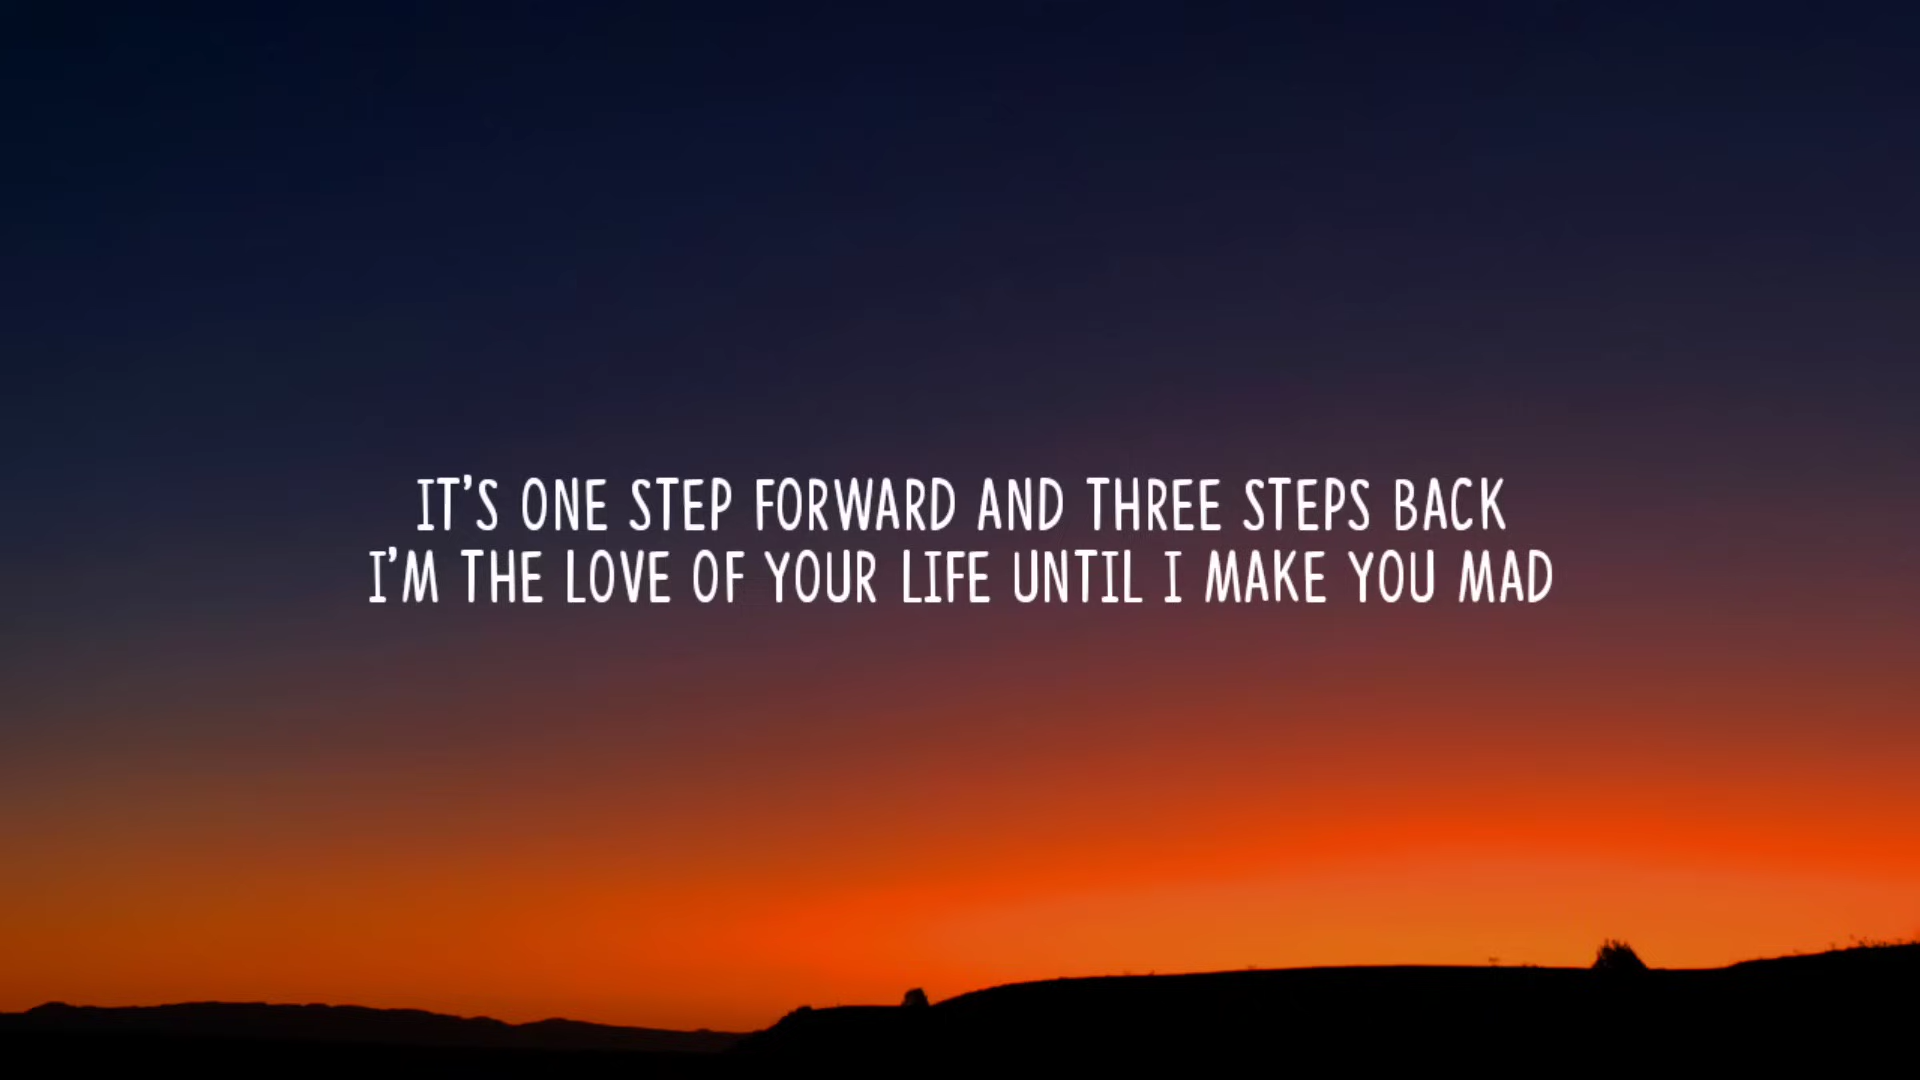 IT'S ONE STEP FORWARD AND THREE STEPS BACK
I'M THE LOVE OF YOUR LIFE UNTIL I MAKE YOU MAD